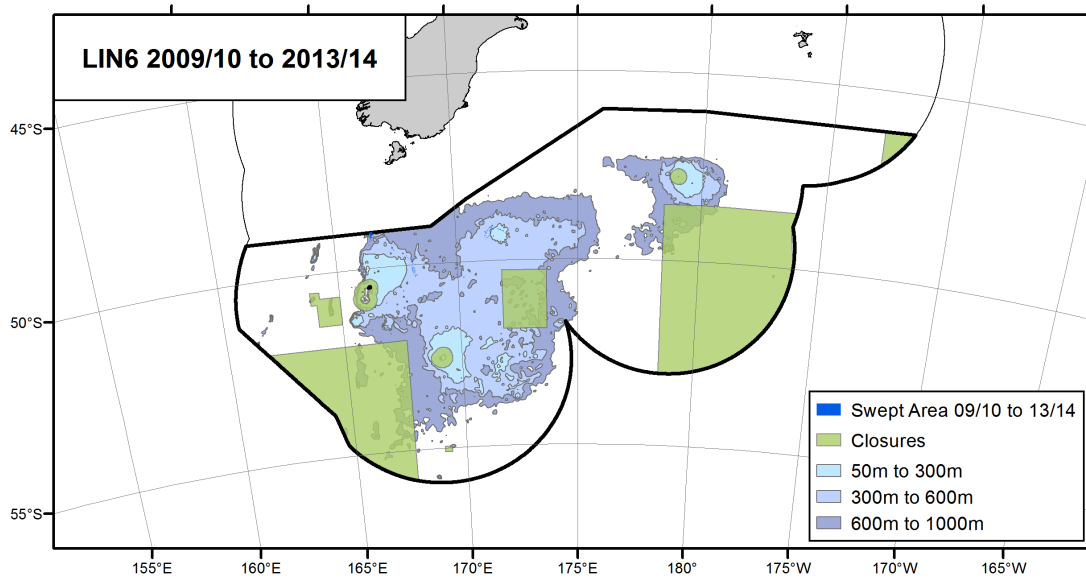 LIN6 2009/10 to 2013/14
45°S
50°S
55°S
Swept Area 09/10 to 13/14
Closures
50m to 300m
300m to 600m
600m to 1000m
155°E
160°E
165°E
170°E
175°E
180°
175°W
170°W
165°W